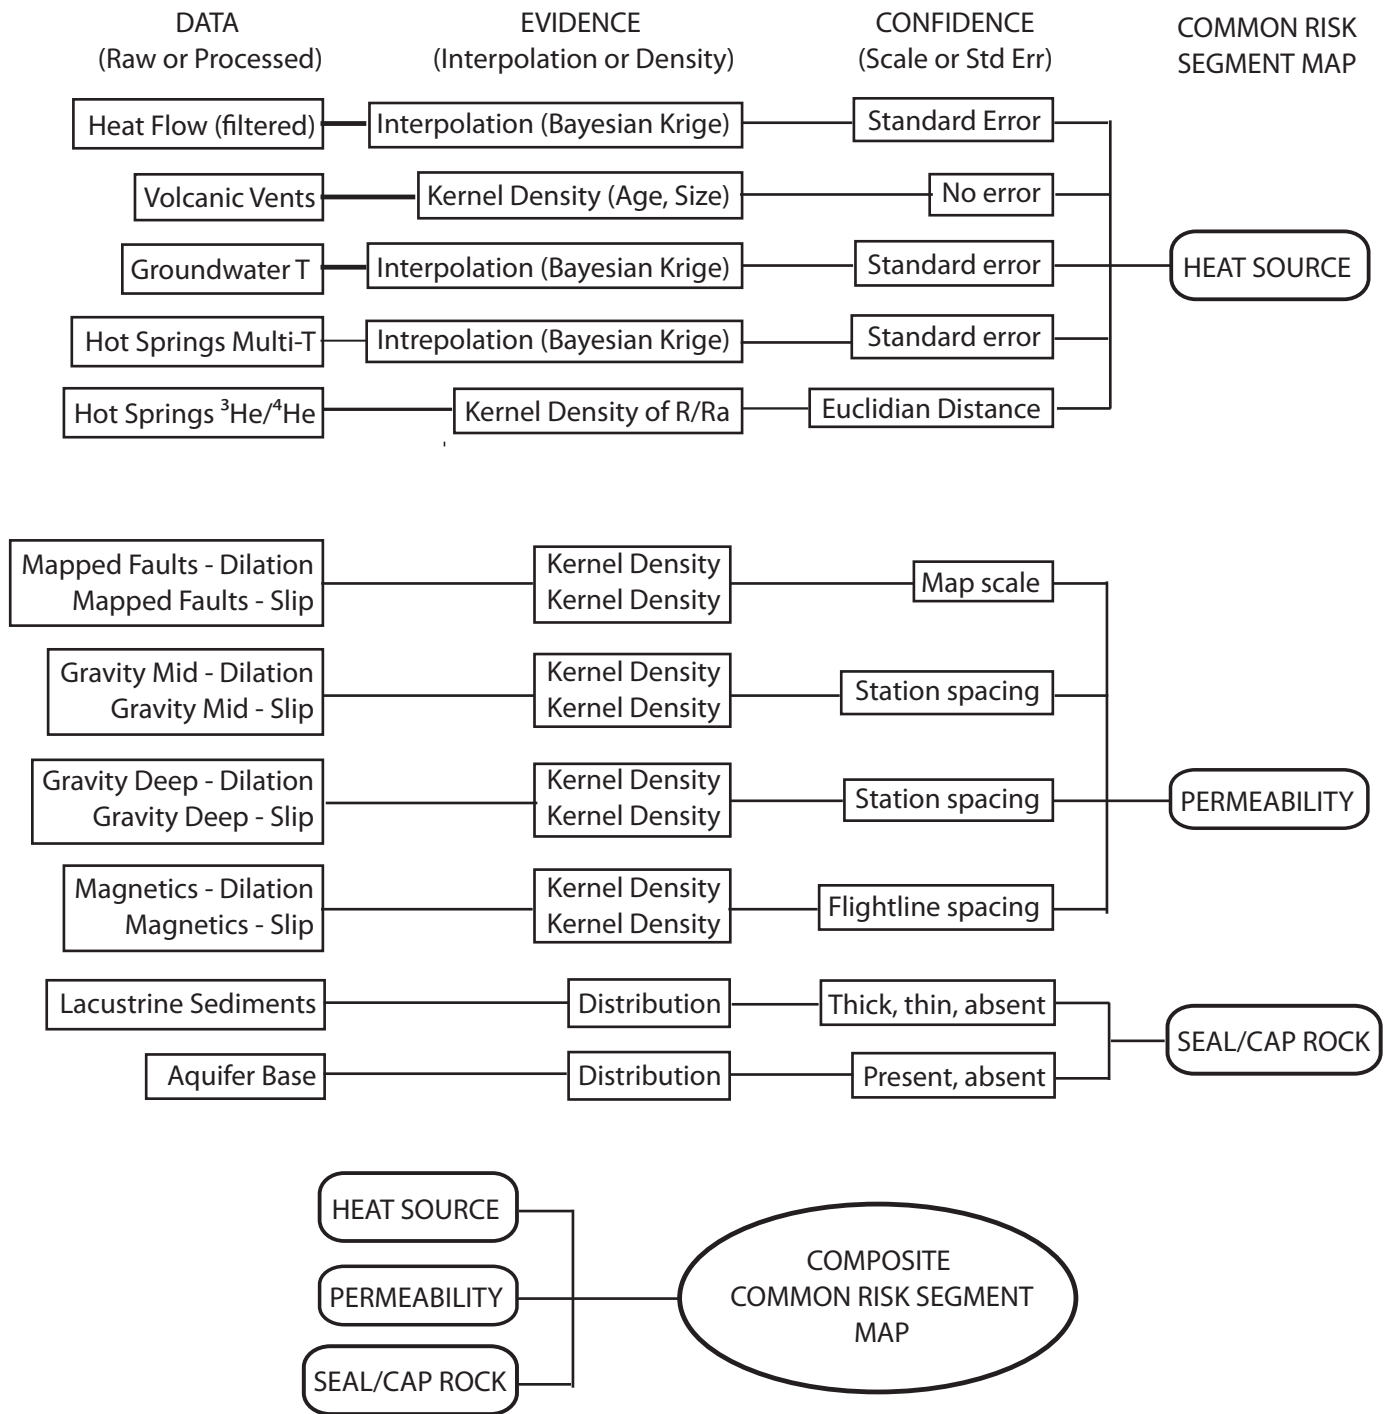 DATA
(Raw or Processed)
EVIDENCE
(Interpolation or Density)
CONFIDENCE
(Scale or Std Err)
COMMON RISK
SEGMENT MAP
Heat Flow (filtered)
Interpolation (Bayesian Krige)
Standard Error
Volcanic Vents
Kernel Density (Age, Size)
No error
Groundwater T
Interpolation (Bayesian Krige)
Standard error
HEAT SOURCE
Hot Springs Multi-T
Intrepolation (Bayesian Krige)
Standard error
Hot Springs ³He/⁴He
Kernel Density of R/Ra
Euclidian Distance
Mapped Faults - Dilation
Mapped Faults - Slip
Kernel Density
Kernel Density
Map scale
Gravity Mid - Dilation
Gravity Mid - Slip
Kernel Density
Kernel Density
Station spacing
Gravity Deep - Dilation
Gravity Deep - Slip
Kernel Density
Kernel Density
Station spacing
PERMEABILITY
Magnetics - Dilation
Magnetics - Slip
Kernel Density
Kernel Density
Flightline spacing
Lacustrine Sediments
Distribution
Thick, thin, absent
SEAL/CAP ROCK
Aquifer Base
Distribution
Present, absent
HEAT SOURCE
PERMEABILITY
SEAL/CAP ROCK
COMPOSITE
COMMON RISK SEGMENT
MAP